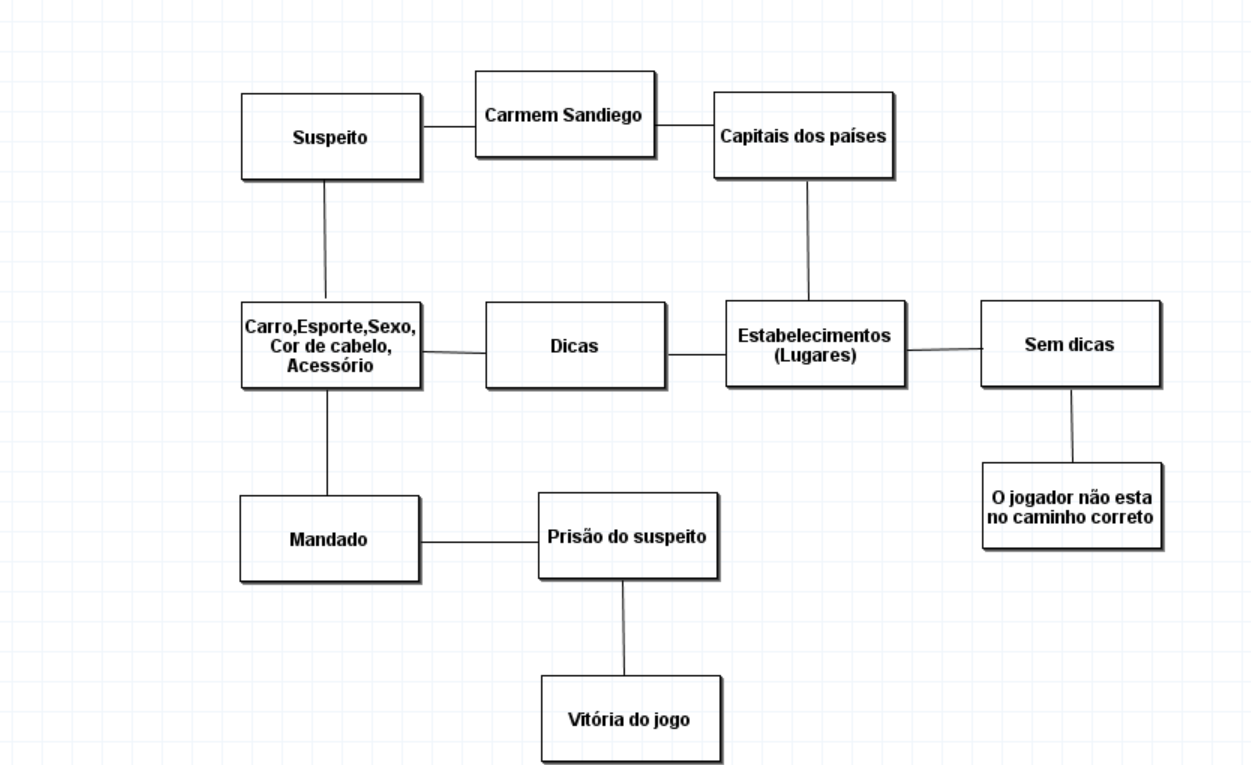 Carmem Sandiego
Suspeito
Capitais dos países
Carro,Esporte,Sexo,
Cor de cabelo,
Acessório
Dicas
Estabelecimentos
(Lugares)
Sem dicas
O jogador não esta
no caminho correto
Mandado
Prisão do suspeito
Vitória do jogo